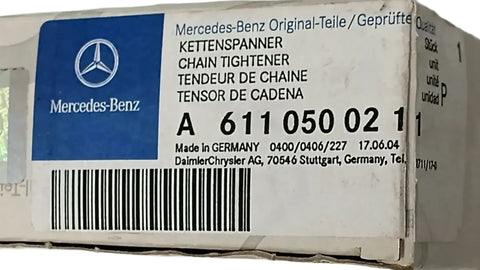 Mercedes-Benz
Mercedes-Benz Original-Teile/Geprüfte Qualität
KETTENSPANNER
CHAIN TIGHTENER
TENDEUR DE CHAINE
TENSOR DE CADENA
Stück
unit
unité
unidad
1
P
A 611 050 02 11
Made in GERMANY 0400/0406/227 17.06.04
DaimlerChrysler AG, 70546 Stuttgart, Germany, Tel.